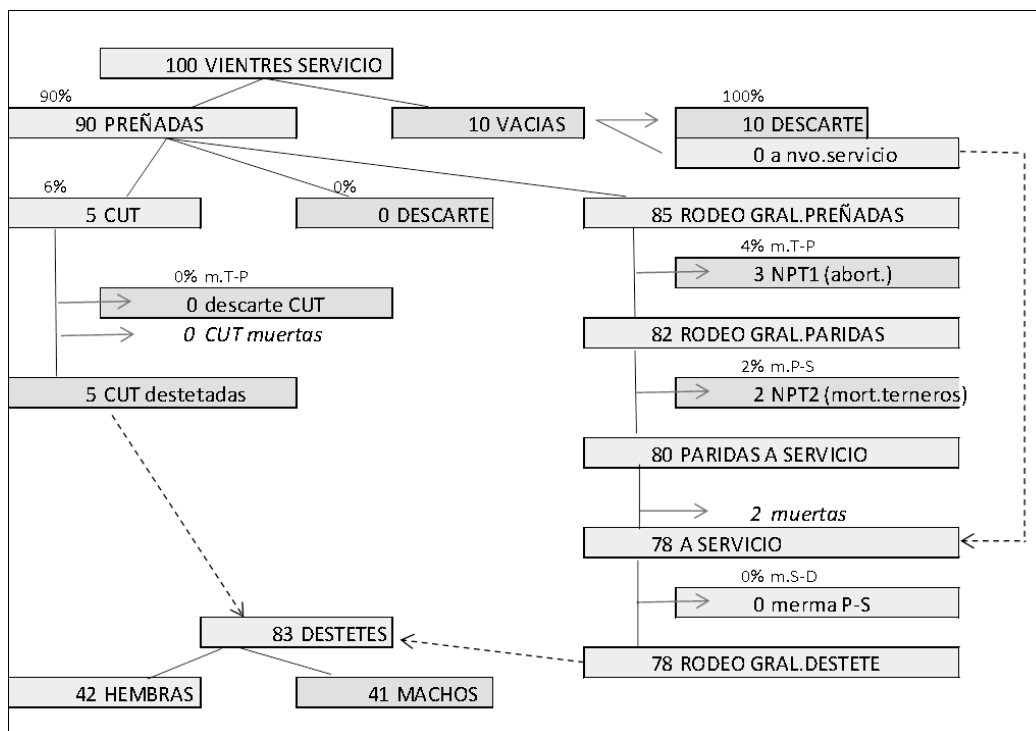 100 VIENTRES SERVICIO
90%
100%
90 PREÑADAS
10 VACIAS
10 DESCARTE
0 a nvo.servicio
6%
0%
5 CUT
0 DESCARTE
85 RODEO GRAL.PREÑADAS
4% m.T-P
3 NPT1 (abort.)
0% m.T-P
0 descarte CUT
0 CUT muertas
82 RODEO GRAL.PARIDAS
2% m.P-S
2 NPT2 (mort.terneros)
5 CUT destetadas
80 PARIDAS A SERVICIO
2 muertas
78 A SERVICIO
0% m.S-D
0 merma P-S
83 DESTETES
78 RODEO GRAL.DESTETE
42 HEMBRAS
41 MACHOS